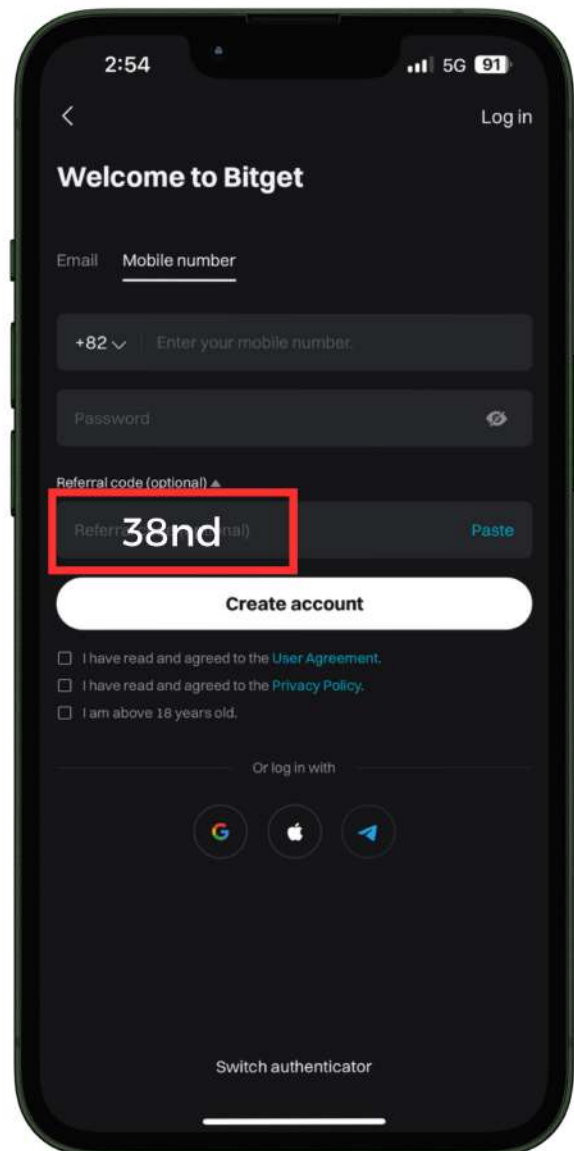 2:54 5G 91
Log in
Welcome to Bitget
Email Mobile number
+82 Enter your mobile number.
Password
Referral code (optional)
38nd Paste
Create account
I have read and agreed to the User Agreement.
I have read and agreed to the Privacy Policy.
I am above 18 years old.
Or log in with
G
Switch authenticator